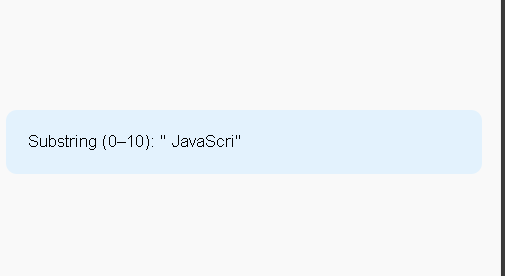 Substring (0–10): " JavaScri"